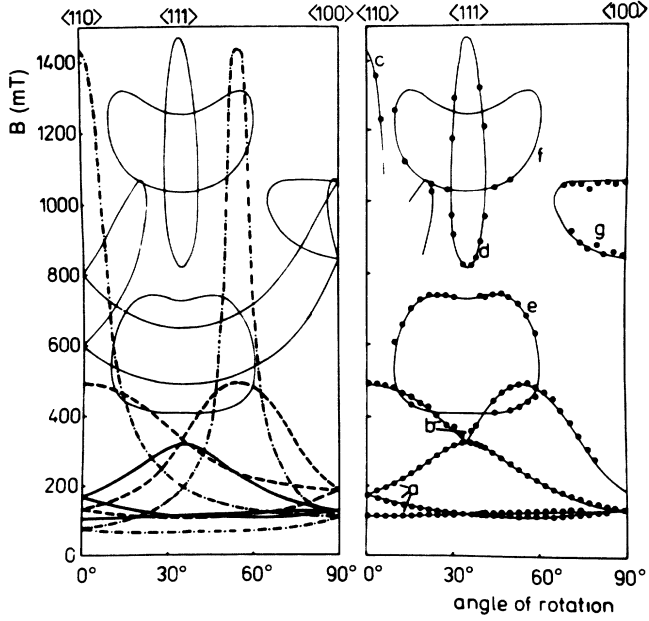 ⟨110⟩ ⟨111⟩ ⟨100⟩ ⟨110⟩ ⟨111⟩ ⟨100⟩
B (mT)
1400
1200
1000
800
600
400
200
0
c
f
d
g
e
b
a
0° 30° 60° 90° 0° 30° 60° 90°
angle of rotation